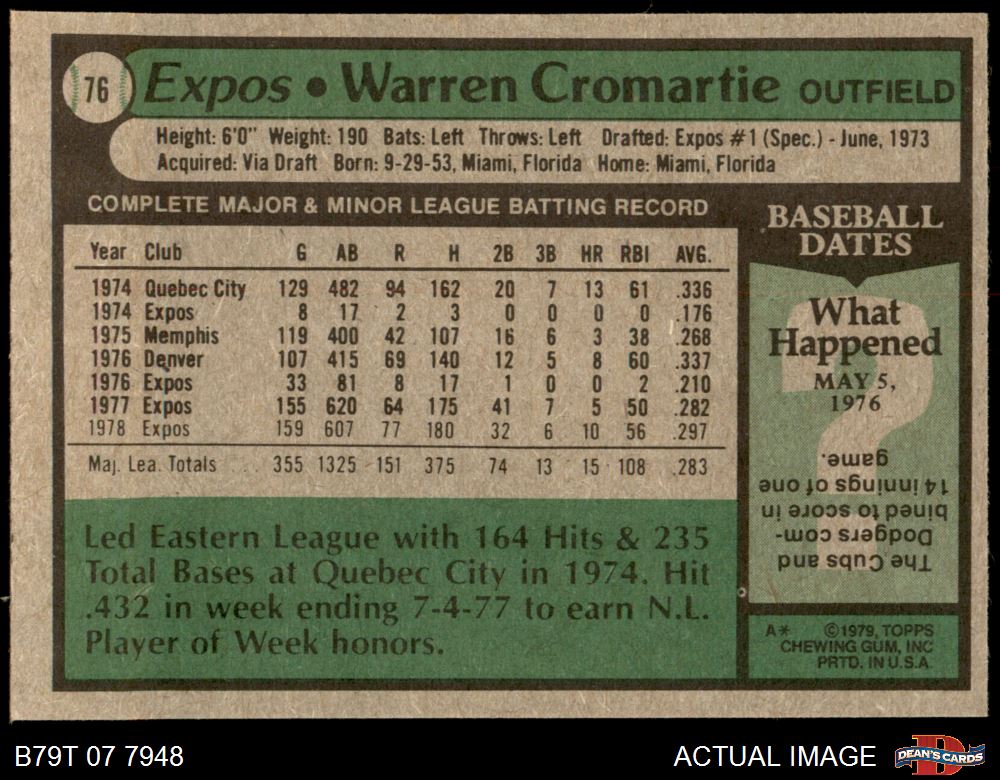 76 Expos • Warren Cromartie OUTFIELD
Height: 6'0" Weight: 190 Bats: Left Throws: Left Drafted: Expos #1 (Spec.) - June, 1973
Acquired: Via Draft Born: 9-29-53, Miami, Florida Home: Miami, Florida
COMPLETE MAJOR & MINOR LEAGUE BATTING RECORD
Year Club G AB R H 2B 3B HR RBI AVG.
1974 Quebec City 129 482 94 162 20 7 13 61 .336
1974 Expos 8 17 2 3 0 0 0 0 .176
1975 Memphis 119 400 42 107 16 6 3 38 .268
1976 Denver 107 415 69 140 12 5 8 60 .337
1976 Expos 33 81 8 17 1 0 0 2 .210
1977 Expos 155 620 64 175 41 7 5 50 .282
1978 Expos 159 607 77 180 32 6 10 56 .297
Maj. Lea. Totals ... 355 1325 151 375 74 13 15 108 .283
Led Eastern League with 164 Hits & 235
Total Bases at Quebec City in 1974. Hit
.432 in week ending 7-4-77 to earn N.L.
Player of Week honors.
BASEBALL
DATES
What
Happened
MAY 5,
1976
The Cubs and
Dodgers com-
bined to score in
14 innings of one
game.
A* ©1979, TOPPS
CHEWING GUM, INC
PRTD. IN U.S.A.
B79T 07 7948
ACTUAL IMAGE
D
DEAN'S CARDS